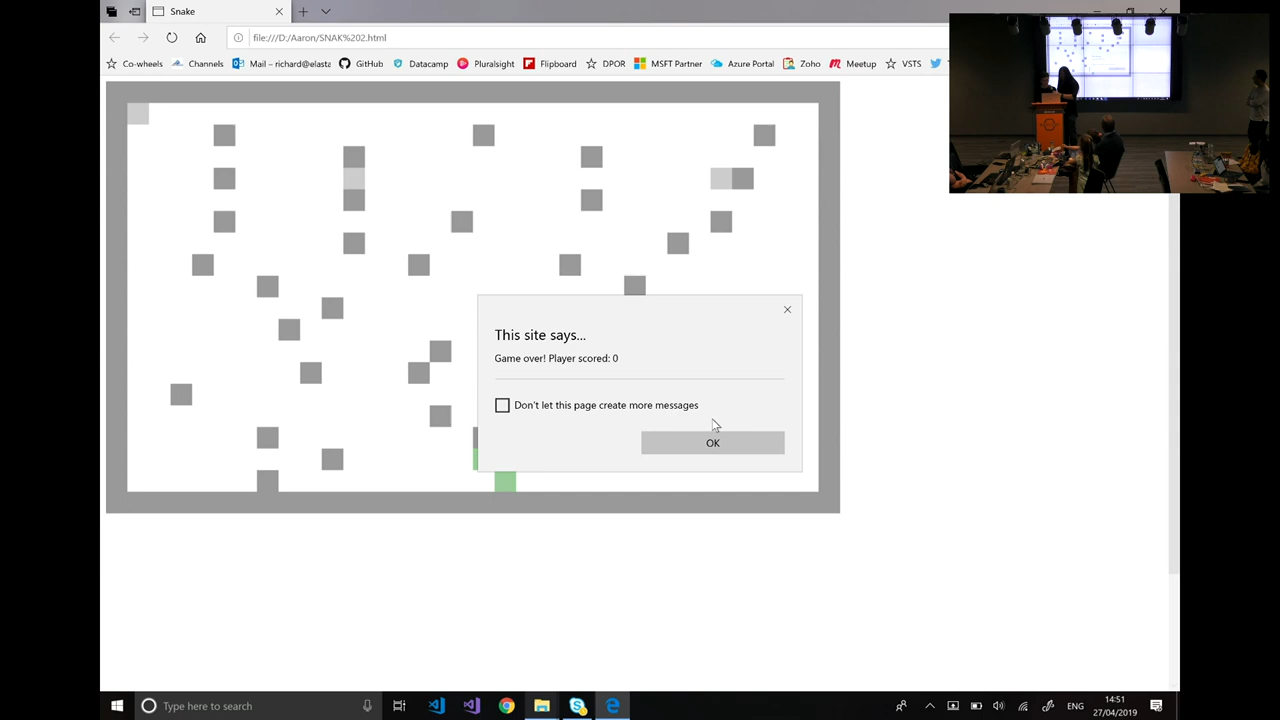 Snake
file:///D:/Aaron/SNAK%202.html
Co-wheels
Channels
Mail – richard@elasta
GitHub
Datacamp
Pluralsight
Flipboard
DPOR
MSFT Partner
Azure Portal
Zoho
Meetup
VSTS
This site says...
Game over! Player scored: 0
Don't let this page create more messages
OK
Type here to search
ENG
14:51
27/04/2019